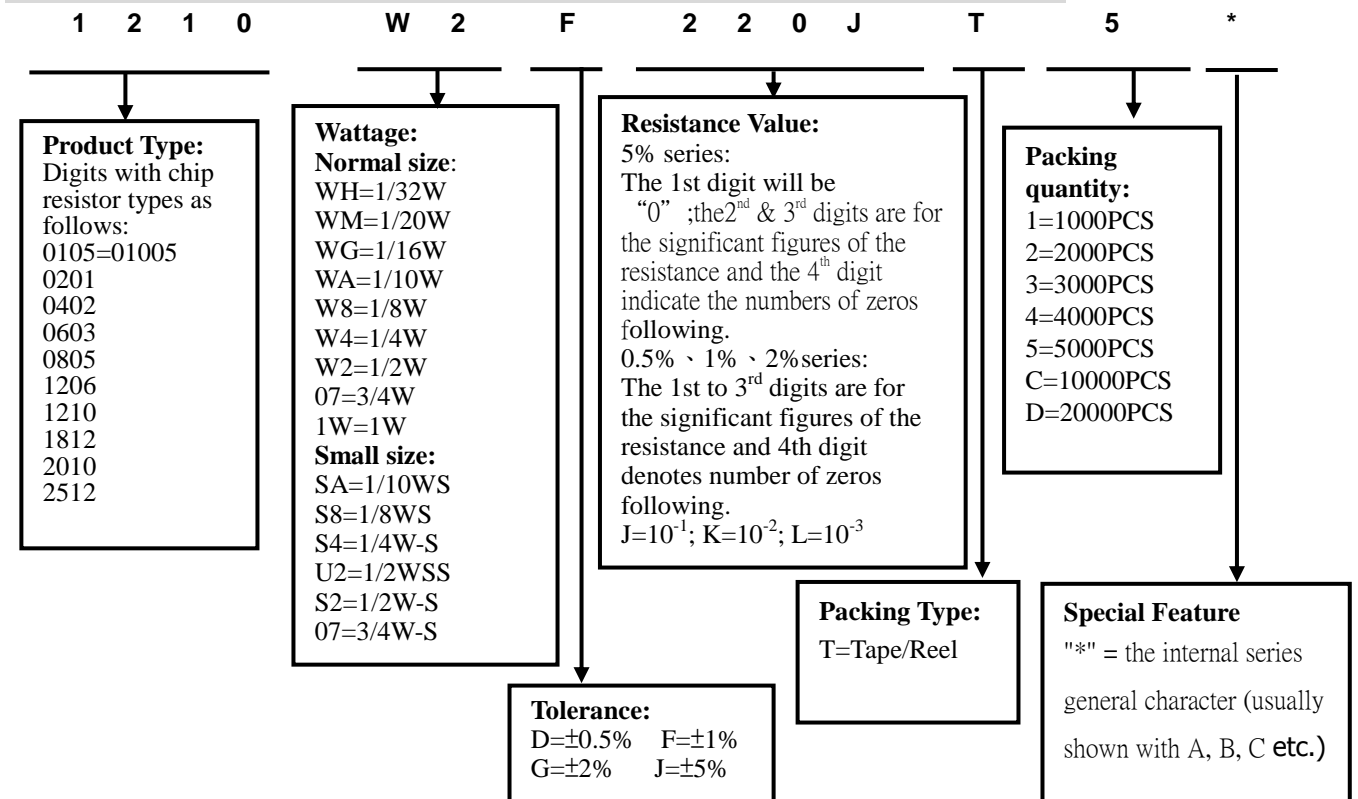 1 2 1 0 W 2 F 2 2 0 J T 5 *
Product Type:
Digits with chip
resistor types as
follows:
0105=01005
0201
0402
0603
0805
1206
1210
1812
2010
2512
Wattage:
Normal size:
WH=1/32W
WM=1/20W
WG=1/16W
WA=1/10W
W8=1/8W
W4=1/4W
W2=1/2W
07=3/4W
1W=1W
Small size:
SA=1/10WS
S8=1/8WS
S4=1/4W-S
U2=1/2WSS
S2=1/2W-S
07=3/4W-S
Tolerance:
D=±0.5% F=±1%
G=±2% J=±5%
Resistance Value:
5% series:
The 1st digit will be
“0” ;the2nd & 3rd digits are for
the significant figures of the
resistance and the 4th digit
indicate the numbers of zeros
following.
0.5%、1%、2%series:
The 1st to 3rd digits are for
the significant figures of the
resistance and 4th digit
denotes number of zeros
following.
J=10-1; K=10-2; L=10-3
Packing Type:
T=Tape/Reel
Packing
quantity:
1=1000PCS
2=2000PCS
3=3000PCS
4=4000PCS
5=5000PCS
C=10000PCS
D=20000PCS
Special Feature
"*" = the internal series
general character (usually
shown with A, B, C etc.)